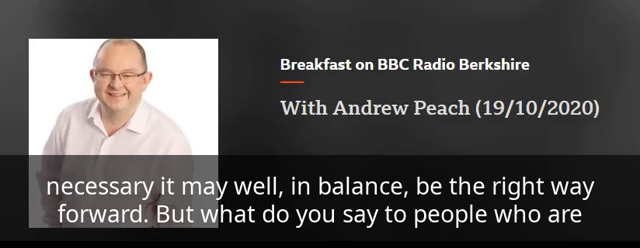 Breakfast on BBC Radio Berkshire
With Andrew Peach (19/10/2020)
necessary it may well, in balance, be the right way
forward. But what do you say to people who are